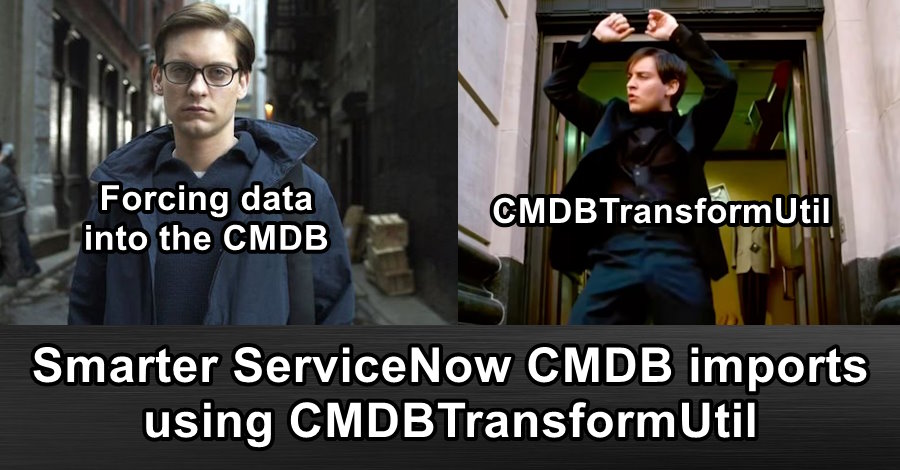 Forcing data
into the CMDB
CMDBTransformUtil
Smarter ServiceNow CMDB imports
using CMDBTransformUtil